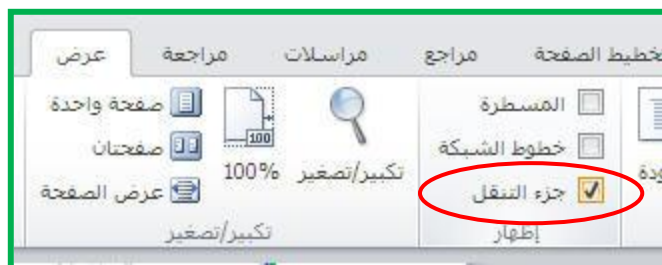 تخطيط الصفحة مراجع مراسلات مراجعة عرض
المسطرة
خطوط الشبكة
جزء التنقل
إظهار
تكبير/تصغير
100%
100
صفحة واحدة
صفحتان
عرض الصفحة
تكبير/تصغير